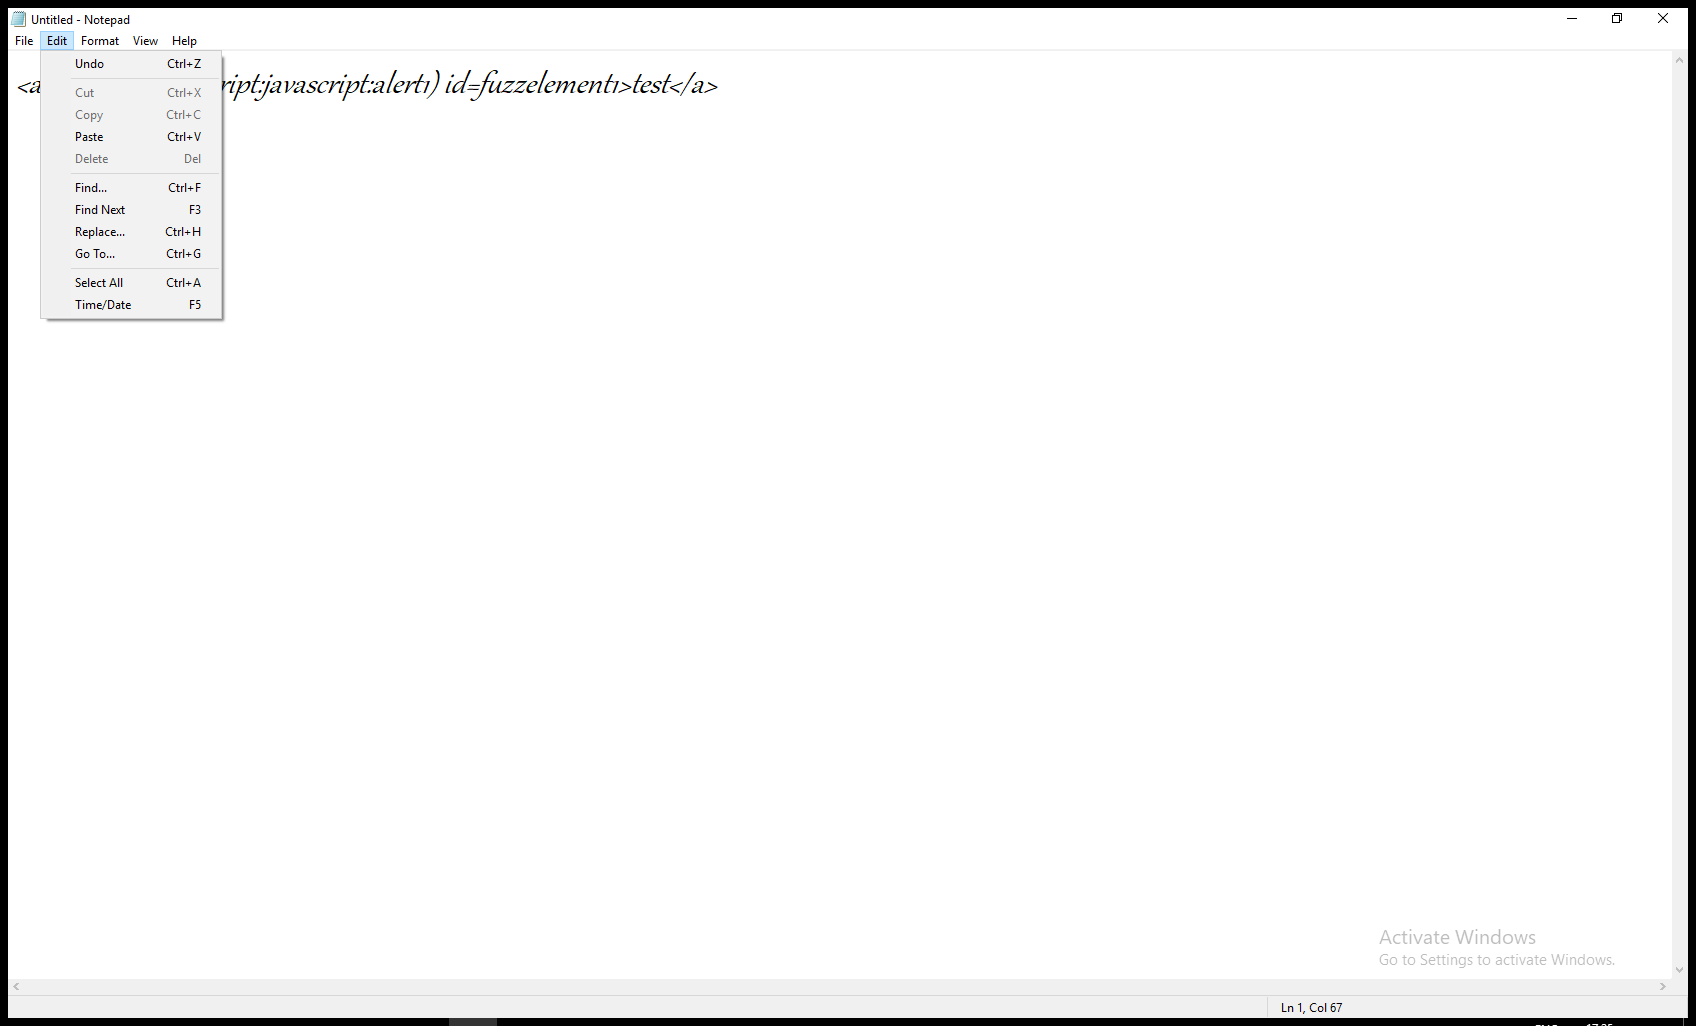 Untitled - Notepad
File Edit Format View Help
Undo Ctrl+Z
<a ript:javascript:alert1) id=fuzzelement1>test</a>
Cut Ctrl+X
Copy Ctrl+C
Paste Ctrl+V
Delete Del
Find... Ctrl+F
Find Next F3
Replace... Ctrl+H
Go To... Ctrl+G
Select All Ctrl+A
Time/Date F5
Activate Windows
Go to Settings to activate Windows.
Ln 1, Col 67